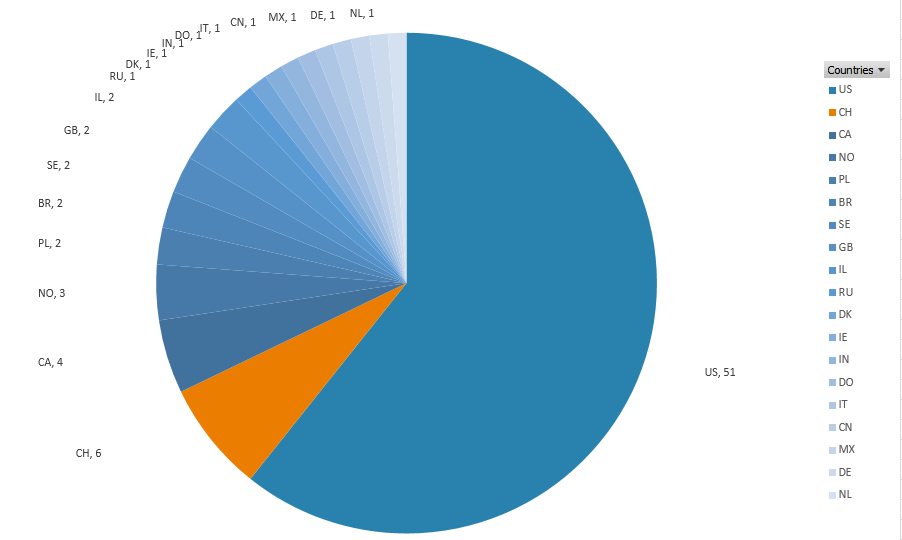 NL, 1
DE, 1
MX, 1
CN, 1
IT, 1
DO, 1
IN, 1
IE, 1
DK, 1
RU, 1
IL, 2
GB, 2
SE, 2
BR, 2
PL, 2
NO, 3
CA, 4
CH, 6
US, 51
Countries
US
CH
CA
NO
PL
BR
SE
GB
IL
RU
DK
IE
IN
DO
IT
CN
MX
DE
NL